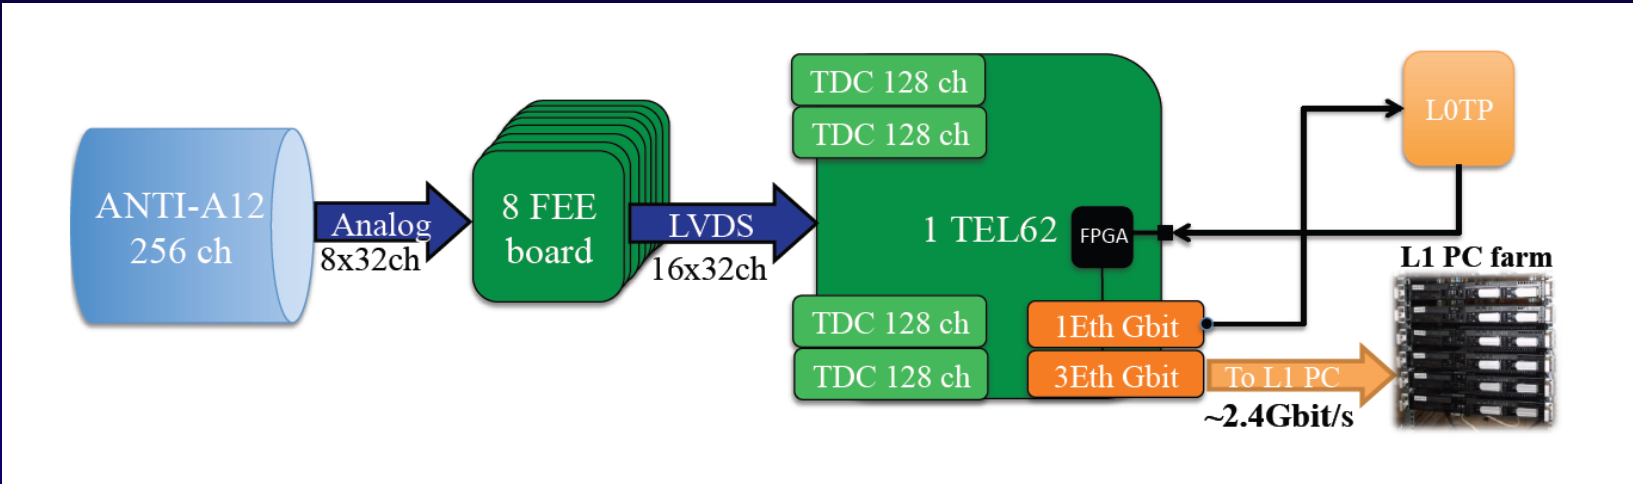 ANTI-A12
256 ch
Analog
8x32ch
8 FEE
board
LVDS
16x32ch
TDC 128 ch
TDC 128 ch
1 TEL62
FPGA
TDC 128 ch
TDC 128 ch
1Eth Gbit
3Eth Gbit
L0TP
To L1 PC
~2.4Gbit/s
L1 PC farm